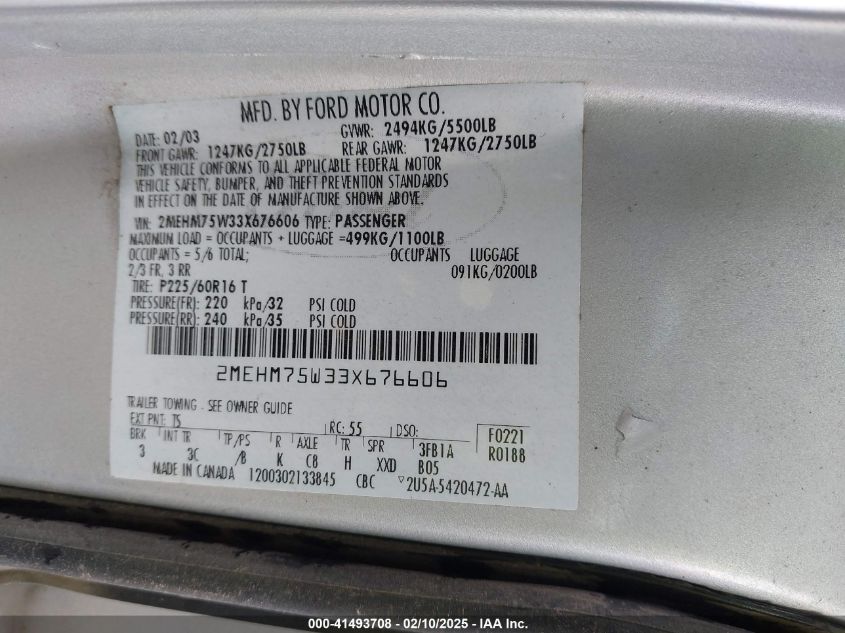 MFD. BY FORD MOTOR CO.
DATE: 02/03 GVWR: 2494KG/5500LB
FRONT GAWR: 1247KG/2750LB REAR GAWR: 1247KG/2750LB
THIS VEHICLE CONFORMS TO ALL APPLICABLE FEDERAL MOTOR
VEHICLE SAFETY, BUMPER, AND THEFT PREVENTION STANDARDS
IN EFFECT ON THE DATE OF MANUFACTURE SHOWN ABOVE.
VIN: 2MEHM75W33X676606 TYPE: PASSENGER
MAXIMUM LOAD = OCCUPANTS + LUGGAGE =499KG/1100LB
OCCUPANTS = 5/6 TOTAL; OCCUPANTS LUGGAGE
2/3 FR, 3 RR 091KG/0200LB
TIRE: P225/60R16 T
PRESSURE(FR): 220 kPa/32 PSI COLD
PRESSURE(RR): 240 kPa/35 PSI COLD
2MEHM75W33X676606
TRAILER TOWING - SEE OWNER GUIDE
EXT PNT: TS RC: 55 DSO: F0221
BRK INT TR TP/PS R AXLE TR SPR 3FB1A R0188
3 3C /B K C8 H XXD B05
MADE IN CANADA 1200302133845 CBC 2U5A-5420472-AA
000-41493708 - 02/10/2025 - IAA Inc.